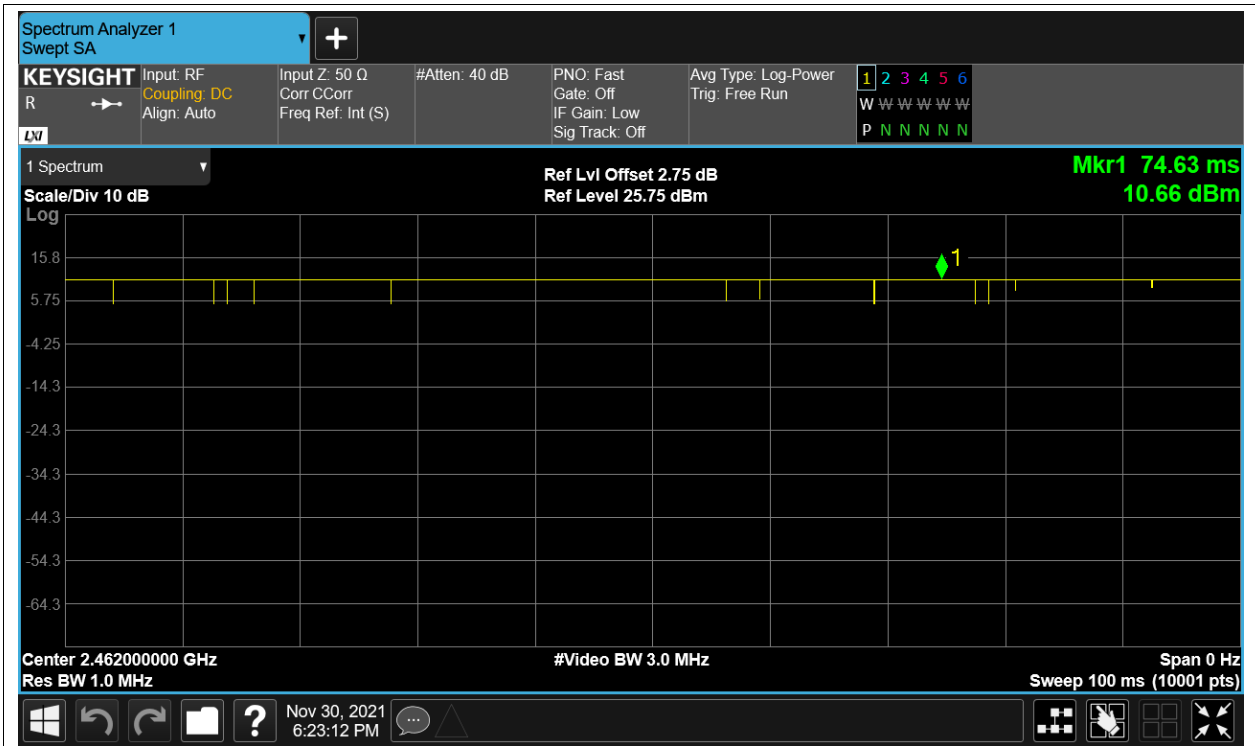 Spectrum Analyzer 1
Swept SA
KEYSIGHT
R
LXI
Input: RF
Coupling: DC
Align: Auto
Input Z: 50 Ω
Corr CCorr
Freq Ref: Int (S)
#Atten: 40 dB
PNO: Fast
Gate: Off
IF Gain: Low
Sig Track: Off
Avg Type: Log-Power
Trig: Free Run
1 2 3 4 5 6
W W W W W W
P N N N N N
1 Spectrum
Scale/Div 10 dB
Ref Lvl Offset 2.75 dB
Ref Level 25.75 dBm
Mkr1 74.63 ms
10.66 dBm
Log
15.8
1
5.75
-4.25
-14.3
-24.3
-34.3
-44.3
-54.3
-64.3
Center 2.462000000 GHz
#Video BW 3.0 MHz
Span 0 Hz
Res BW 1.0 MHz
Sweep 100 ms (10001 pts)
?
Nov 30, 2021
6:23:12 PM